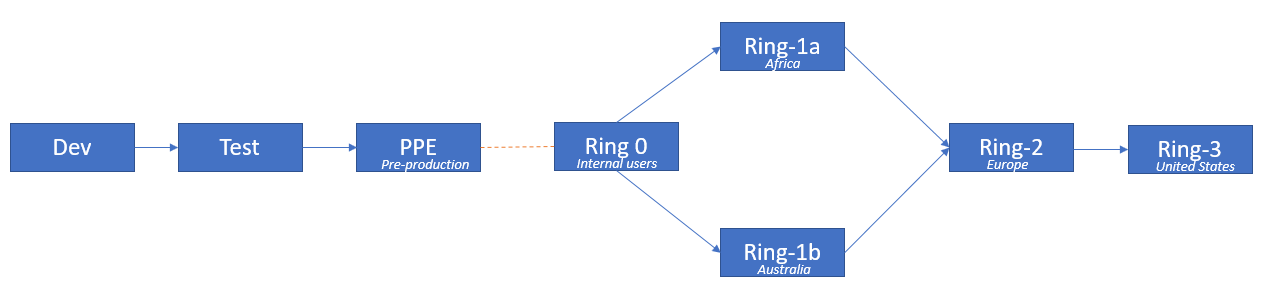 Dev
Test
PPE
Pre-production
Ring 0
Internal users
Ring-1a
Africa
Ring-1b
Australia
Ring-2
Europe
Ring-3
United States